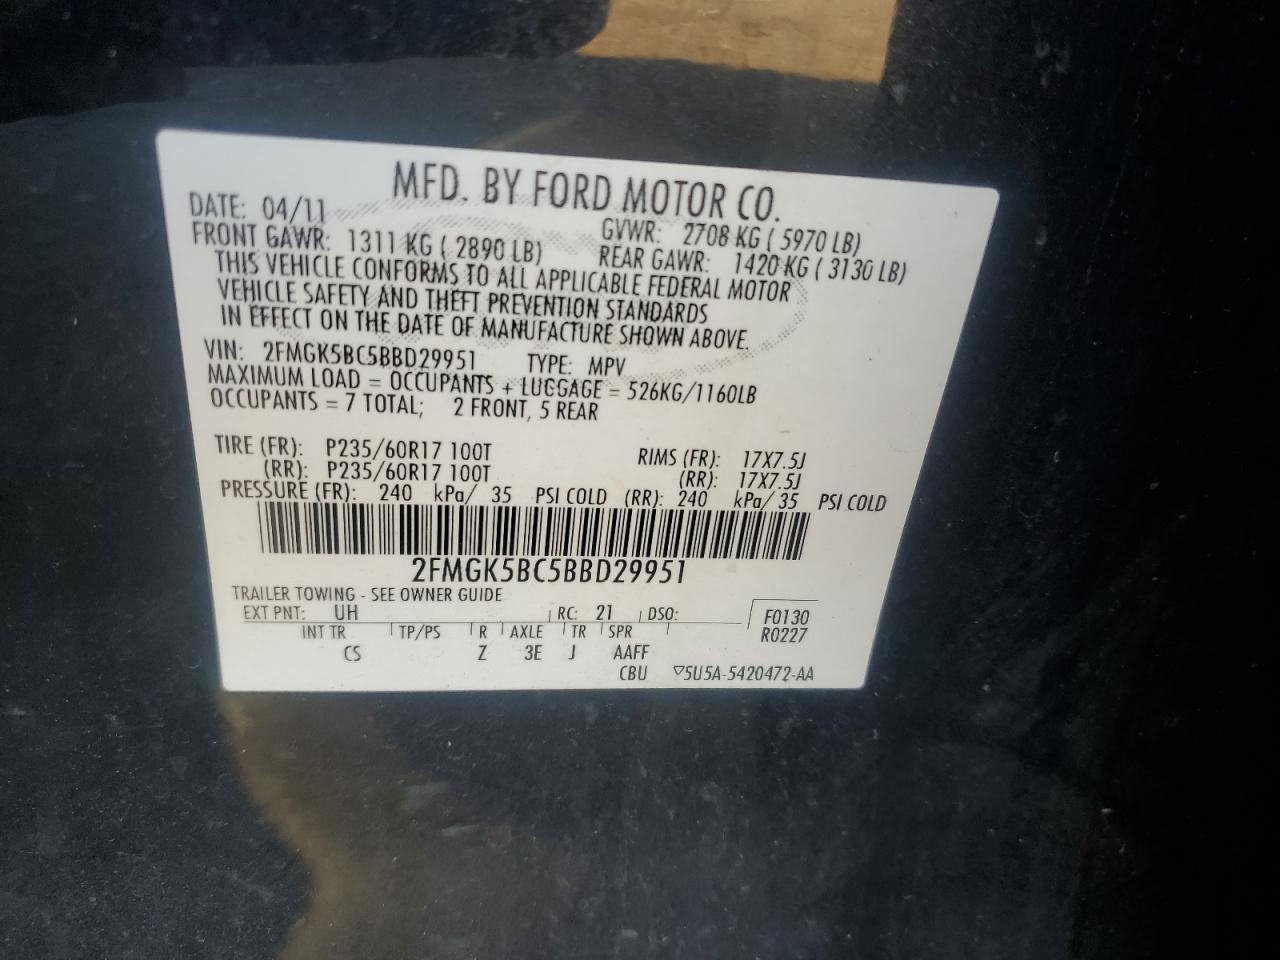 MFD. BY FORD MOTOR CO.
DATE: 04/11 GVWR: 2708 KG ( 5970 LB)
FRONT GAWR: 1311 KG ( 2890 LB) REAR GAWR: 1420 KG ( 3130 LB)
THIS VEHICLE CONFORMS TO ALL APPLICABLE FEDERAL MOTOR
VEHICLE SAFETY AND THEFT PREVENTION STANDARDS
IN EFFECT ON THE DATE OF MANUFACTURE SHOWN ABOVE.
VIN: 2FMGK5BC5BBD29951 TYPE: MPV
MAXIMUM LOAD = OCCUPANTS + LUGGAGE = 526KG/1160LB
OCCUPANTS = 7 TOTAL; 2 FRONT, 5 REAR
TIRE (FR): P235/60R17 100T RIMS (FR): 17X7.5J
(RR): P235/60R17 100T (RR): 17X7.5J
PRESSURE (FR): 240 kPa/ 35 PSI COLD (RR): 240 kPa/ 35 PSI COLD
2FMGK5BC5BBD29951
TRAILER TOWING - SEE OWNER GUIDE
EXT PNT: UH RC: 21 DSO: F0130
INT TR TP/PS R AXLE TR SPR R0227
CS Z 3E J AAFF
CBU ▽5U5A-5420472-AA